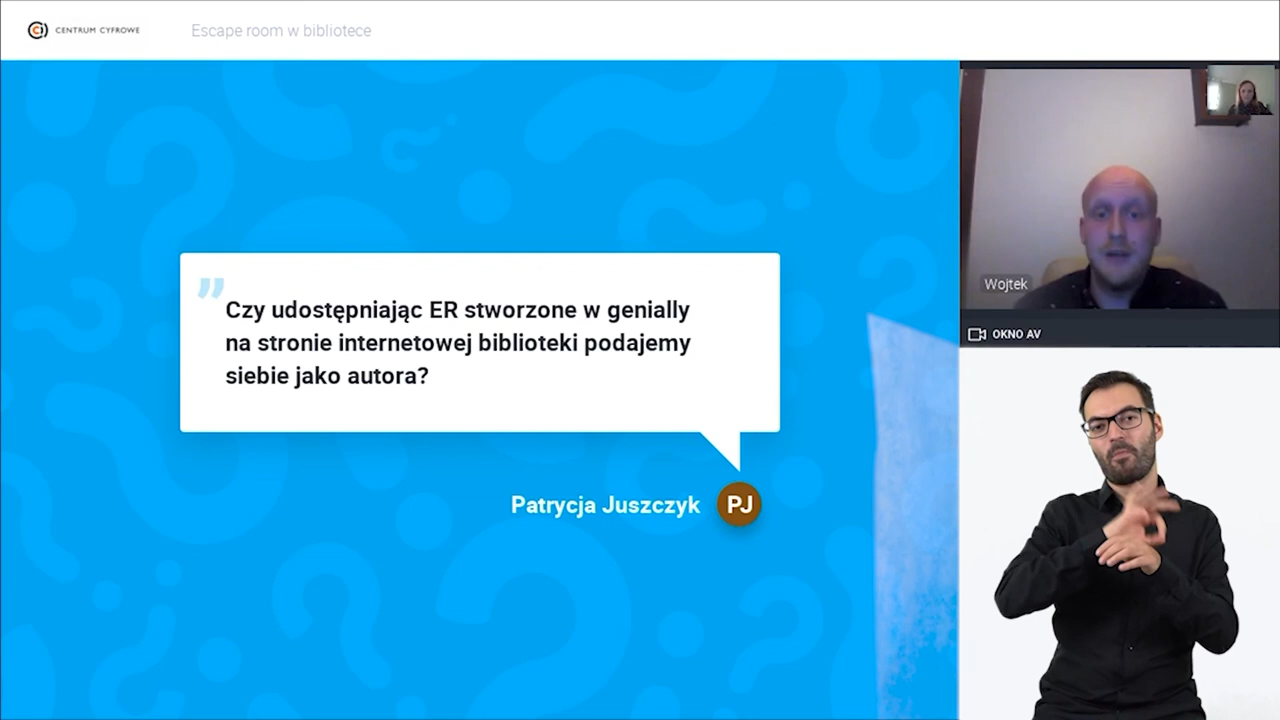 CENTRUM CYFROWE
Escape room w bibliotece
Czy udostępniając ER stworzone w genially
na stronie internetowej biblioteki podajemy
siebie jako autora?
Patrycja Juszczyk
PJ
Wojtek
OKNO AV